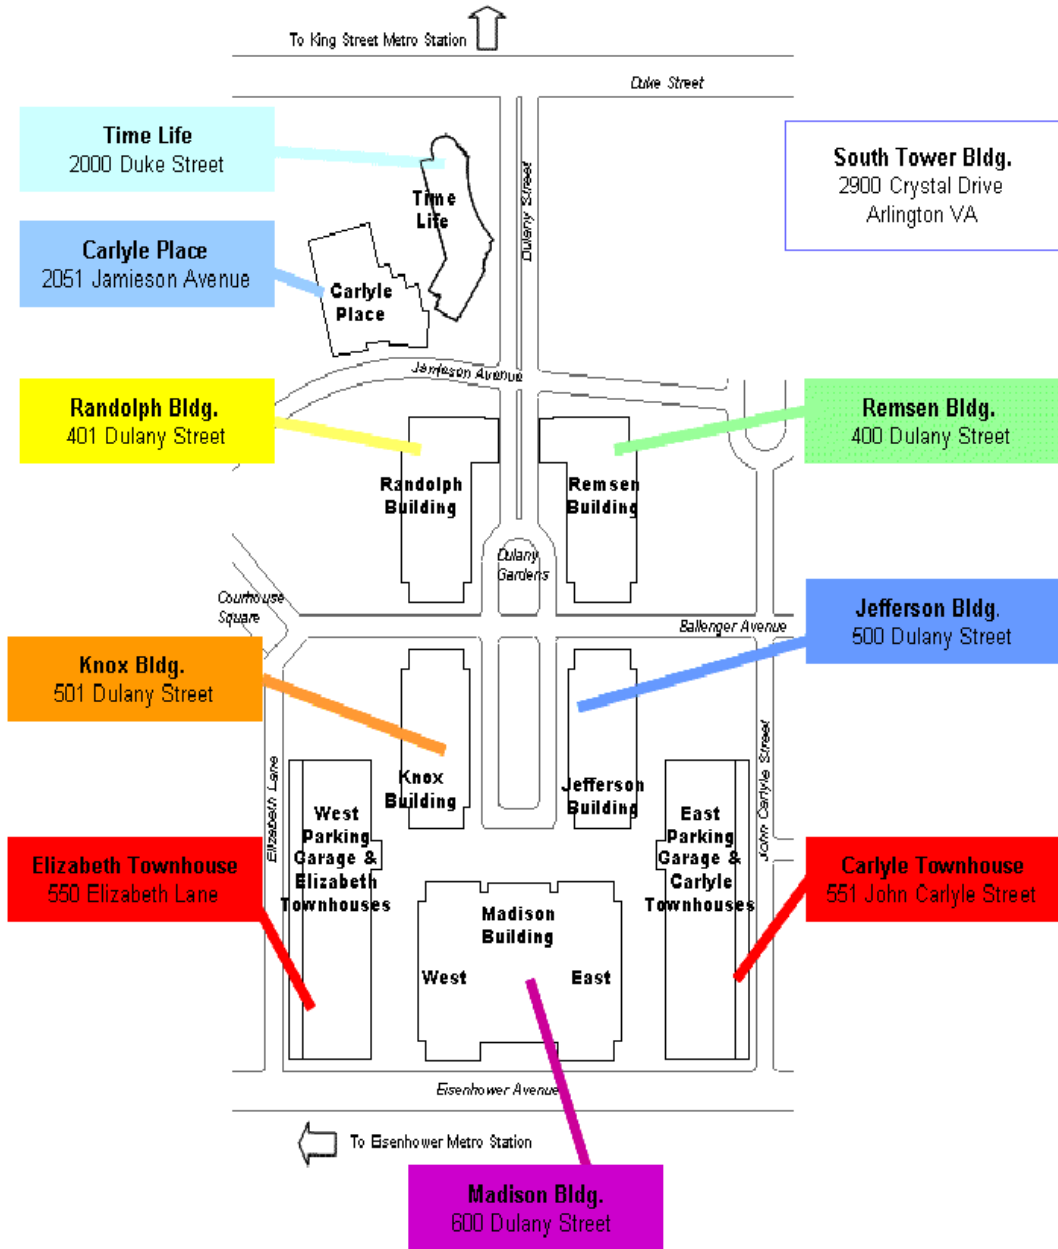 To King Street Metro Station
Duke Street
Time Life
2000 Duke Street
South Tower Bldg.
2900 Crystal Drive
Arlington VA
Time
Life
Dulany Street
Carlyle Place
2051 Jamieson Avenue
Carlyle
Place
Jamieson Avenue
Randolph Bldg.
401 Dulany Street
Remsen Bldg.
400 Dulany Street
Randolph
Building
Remsen
Building
Dulany
Gardens
Courthouse
Square
Jefferson Bldg.
500 Dulany Street
Ballenger Avenue
Knox Bldg.
501 Dulany Street
Elizabeth Lane
John Carlyle Street
Knox
Building
Jefferson
Building
West
Parking
Garage &
Elizabeth
Townhouses
East
Parking
Garage &
Carlyle
Townhouses
Elizabeth Townhouse
550 Elizabeth Lane
Carlyle Townhouse
551 John Carlyle Street
Madison
Building
West
East
Eisenhower Avenue
To Eisenhower Metro Station
Madison Bldg.
600 Dulany Street